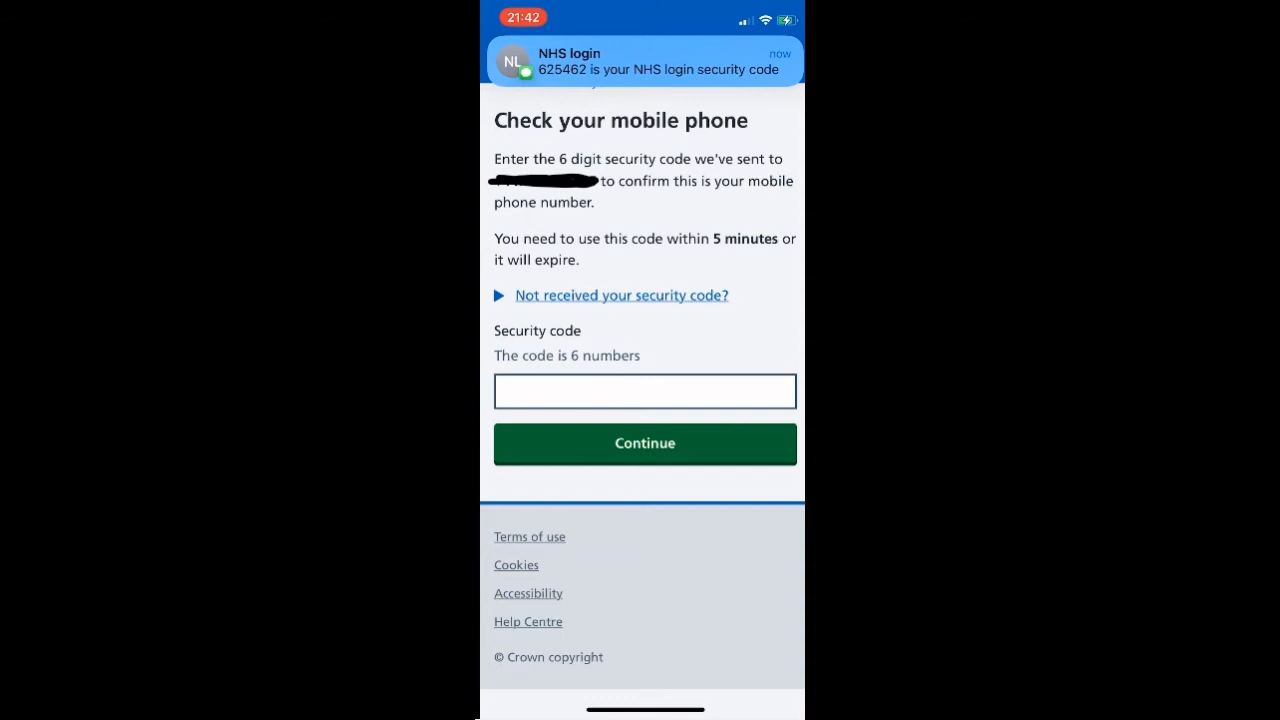 21:42
NHS login now
NL
625462 is your NHS login security code
Check your mobile phone
Enter the 6 digit security code we've sent to
to confirm this is your mobile
phone number.
You need to use this code within 5 minutes or
it will expire.
Not received your security code?
Security code
The code is 6 numbers
Continue
Terms of use
Cookies
Accessibility
Help Centre
© Crown copyright